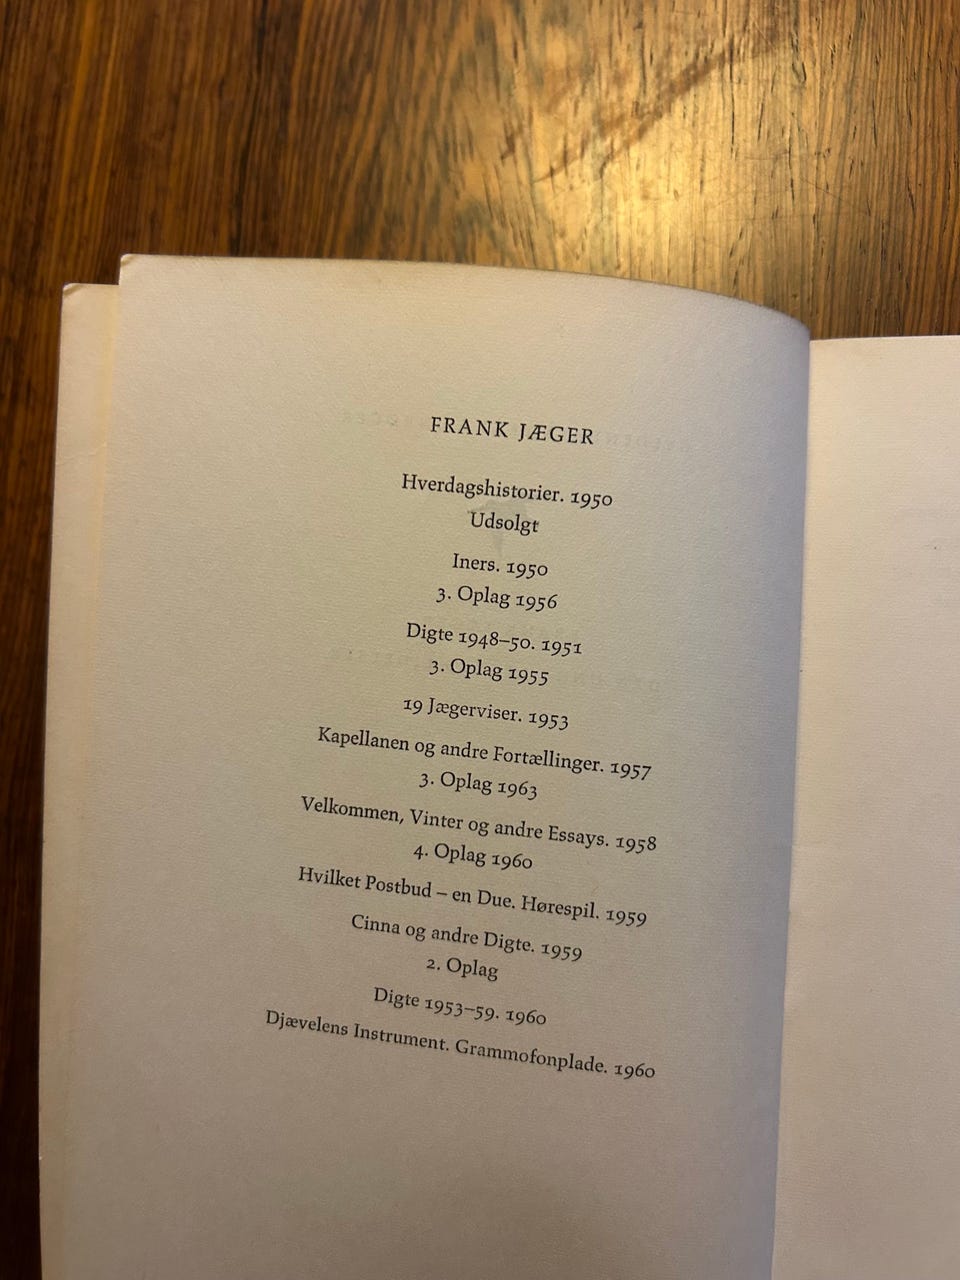 FRANK JÆGER
Hverdagshistorier. 1950
Udsolgt
Iners. 1950
3. Oplag 1956
Digte 1948–50. 1951
3. Oplag 1955
19 Jægerviser. 1953
Kapellanen og andre Fortællinger. 1957
3. Oplag 1963
Velkommen, Vinter og andre Essays. 1958
4. Oplag 1960
Hvilket Postbud – en Due. Hørespil. 1959
Cinna og andre Digte. 1959
2. Oplag
Digte 1953–59. 1960
Djævelens Instrument. Grammofonplade. 1960